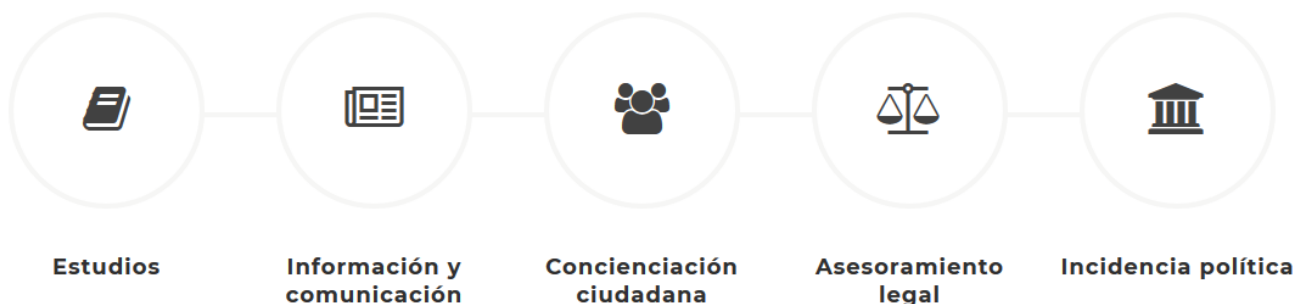 Estudios
Información y
comunicación
Concienciación
ciudadana
Asesoramiento
legal
Incidencia política